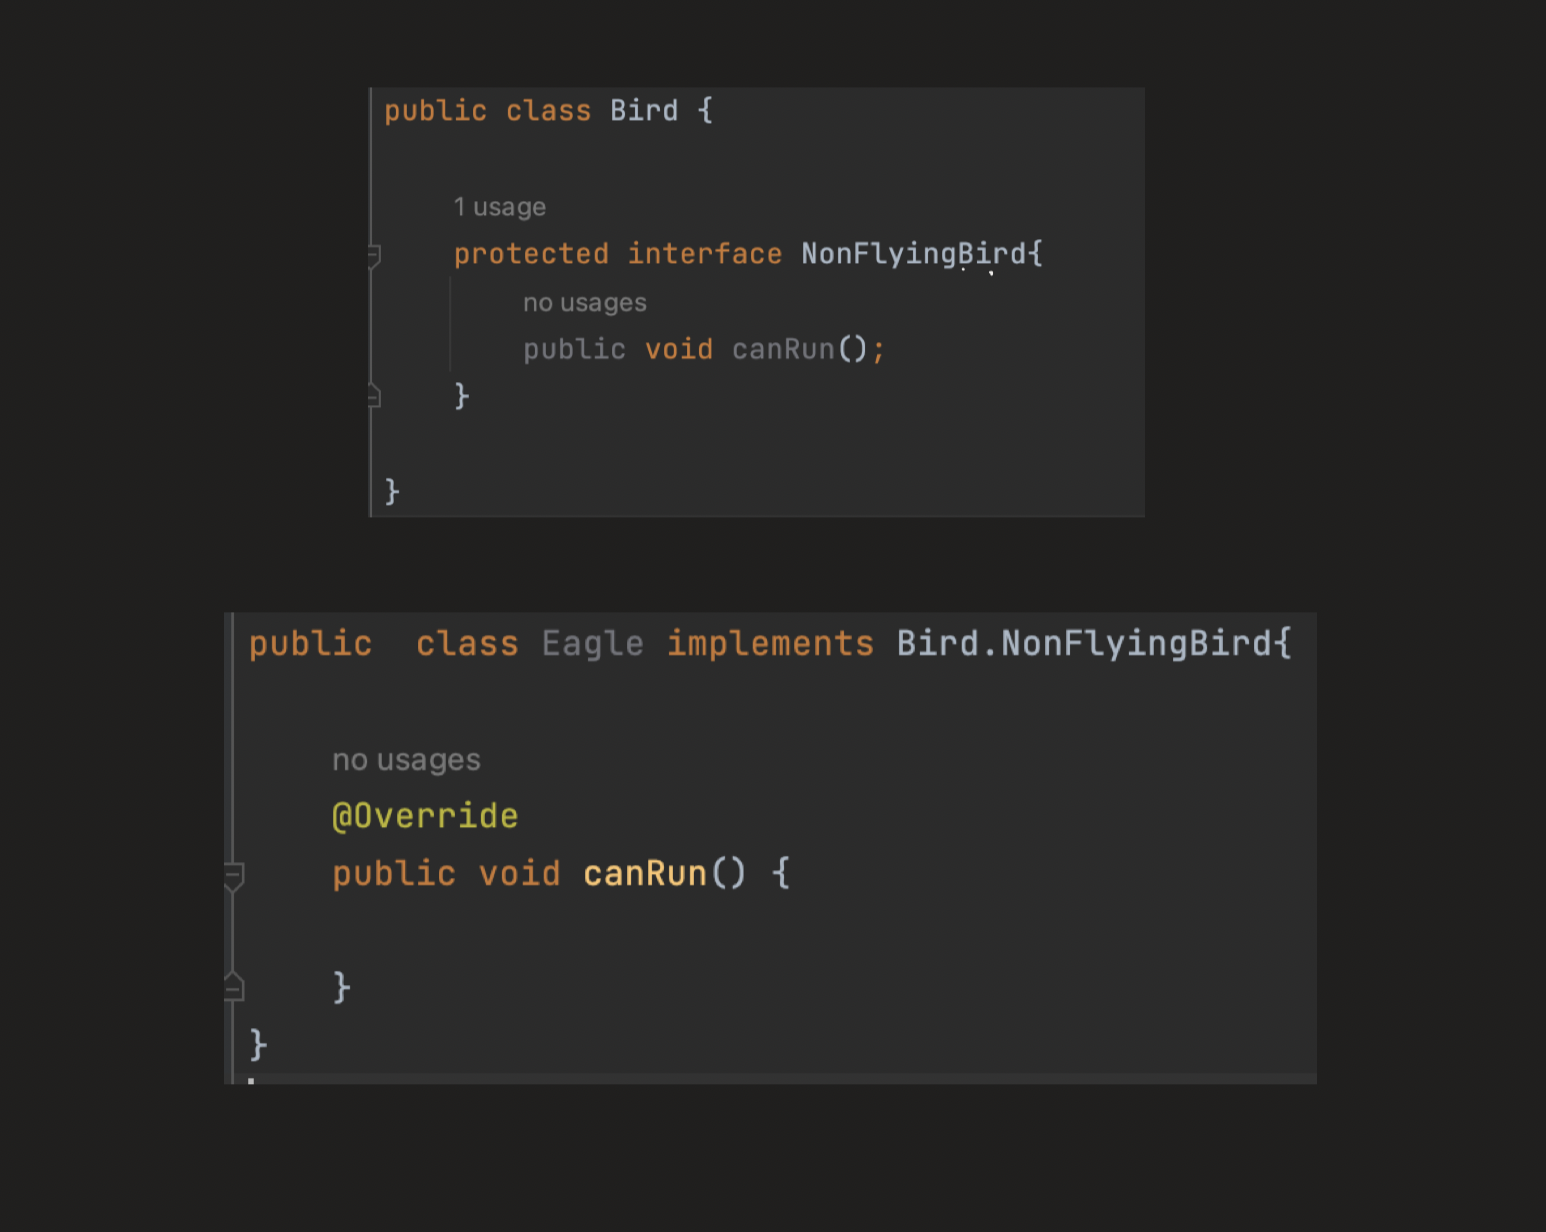 public class Bird {
1 usage
protected interface NonFlyingBird{
no usages
public void canRun();
}
}
public  class Eagle implements Bird.NonFlyingBird{
no usages
@Override
public void canRun() {
}
}